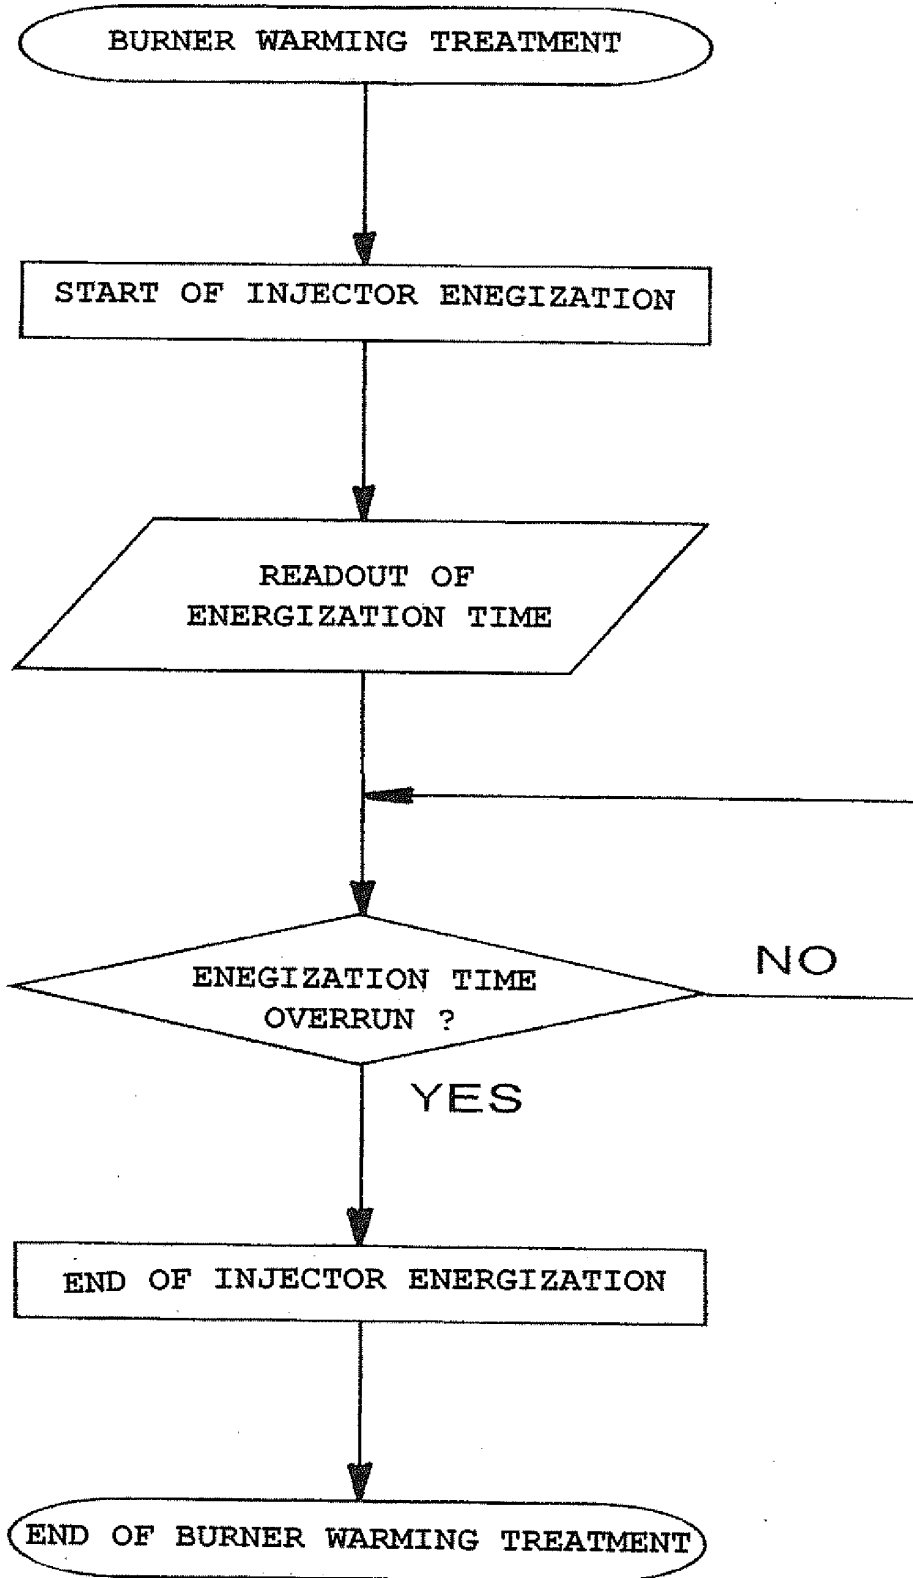 BURNER WARMING TREATMENT
START OF INJECTOR ENEGIZATION
READOUT OF
ENERGIZATION TIME
ENEGIZATION TIME
OVERRUN ?
NO
YES
END OF INJECTOR ENERGIZATION
END OF BURNER WARMING TREATMENT